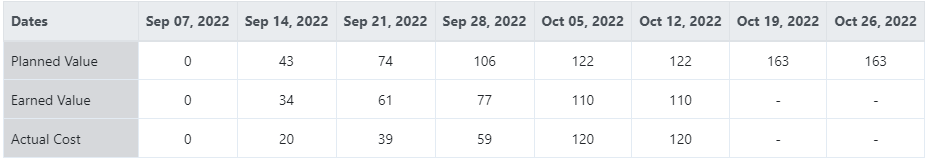 Dates Sep 07, 2022 Sep 14, 2022 Sep 21, 2022 Sep 28, 2022 Oct 05, 2022 Oct 12, 2022 Oct 19, 2022 Oct 26, 2022
Planned Value 0 43 74 106 122 122 163 163
Earned Value 0 34 61 77 110 110 - -
Actual Cost 0 20 39 59 120 120 - -